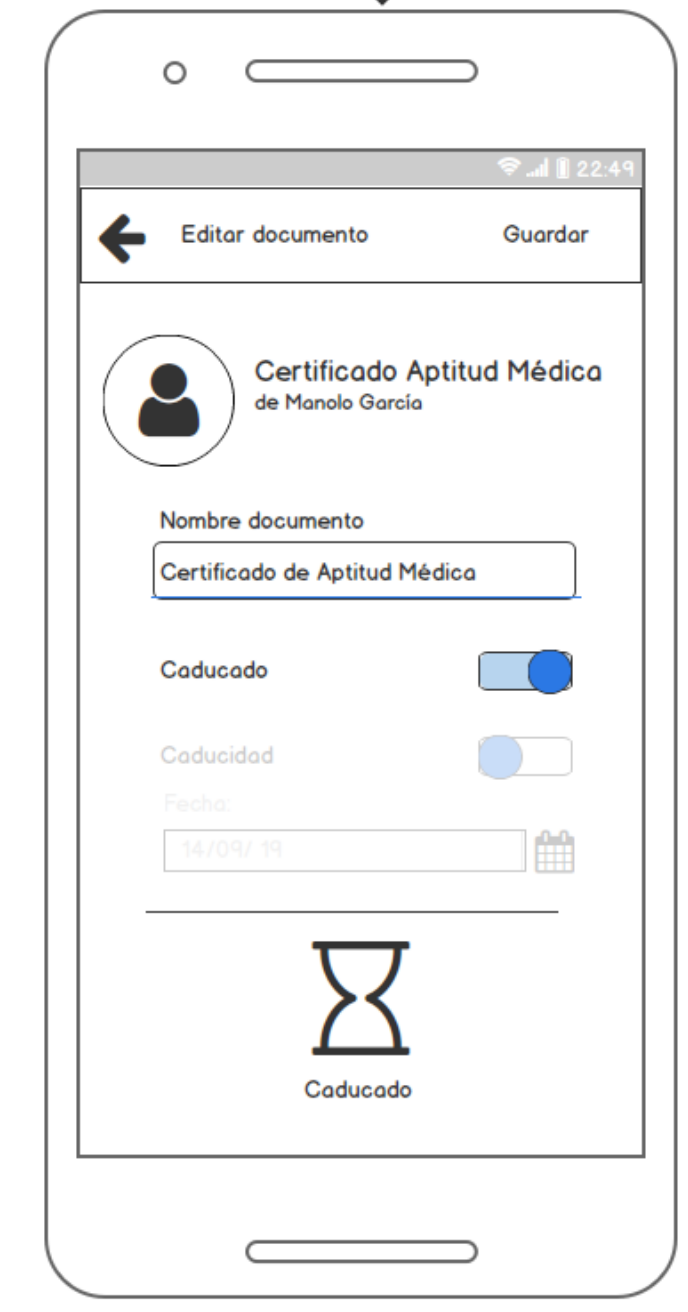 22:49
Editar documento Guardar
Certificado Aptitud Médica
de Manolo García
Nombre documento
Certificado de Aptitud Médica
Caducado
Caducidad
Fecha:
14/09/ 19
Caducado